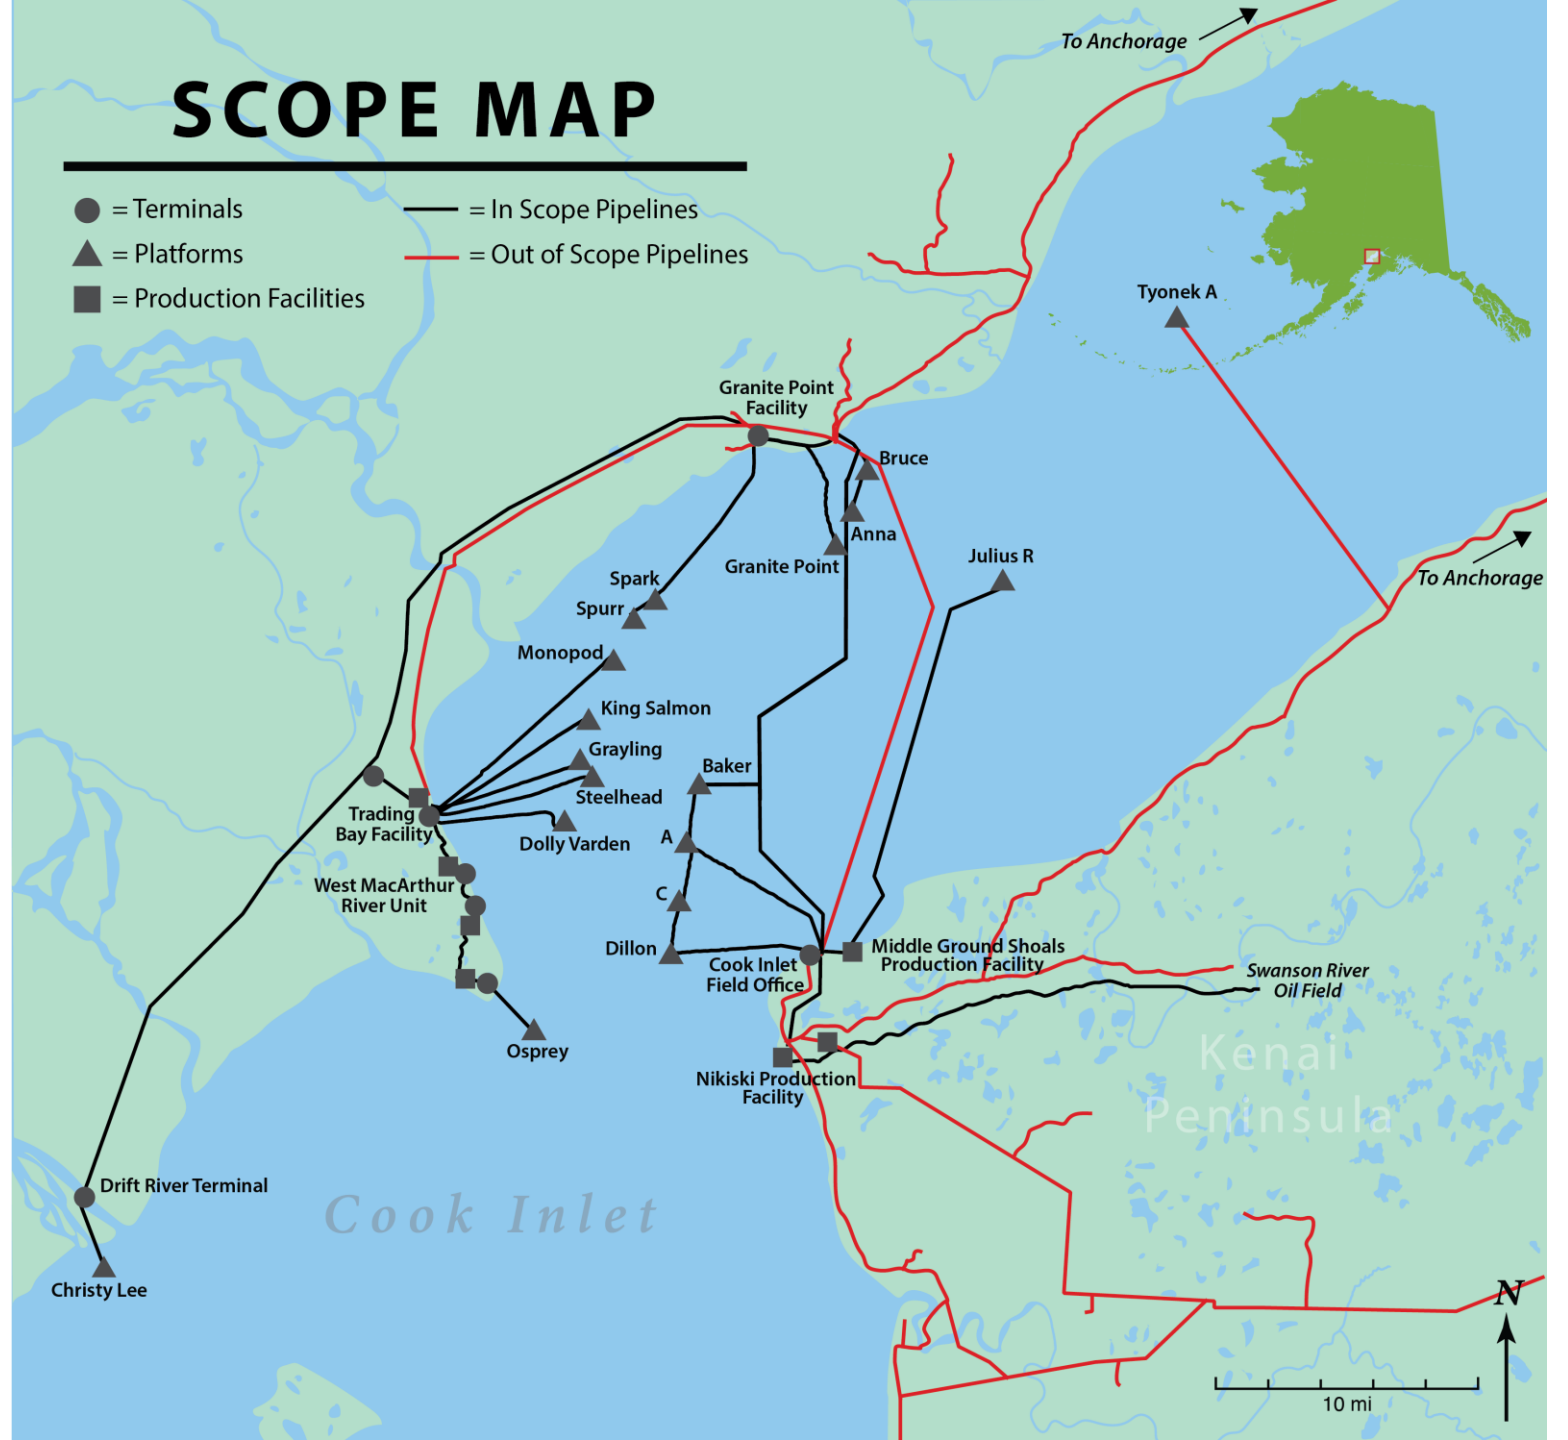 To Anchorage
SCOPE MAP
= Terminals
= In Scope Pipelines
= Platforms
= Out of Scope Pipelines
= Production Facilities
Tyonek A
Granite Point
Facility
Bruce
Anna
Granite Point
Julius R
To Anchorage
Spark
Spurr
Monopod
King Salmon
Grayling
Baker
Steelhead
Trading
Bay Facility
Dolly Varden
A
West MacArthur
River Unit
C
Dillon
Cook Inlet
Field Office
Middle Ground Shoals
Production Facility
Swanson River
Oil Field
Osprey
Kenai
Peninsula
Nikiski Production
Facility
Drift River Terminal
Cook Inlet
Christy Lee
N
10 mi